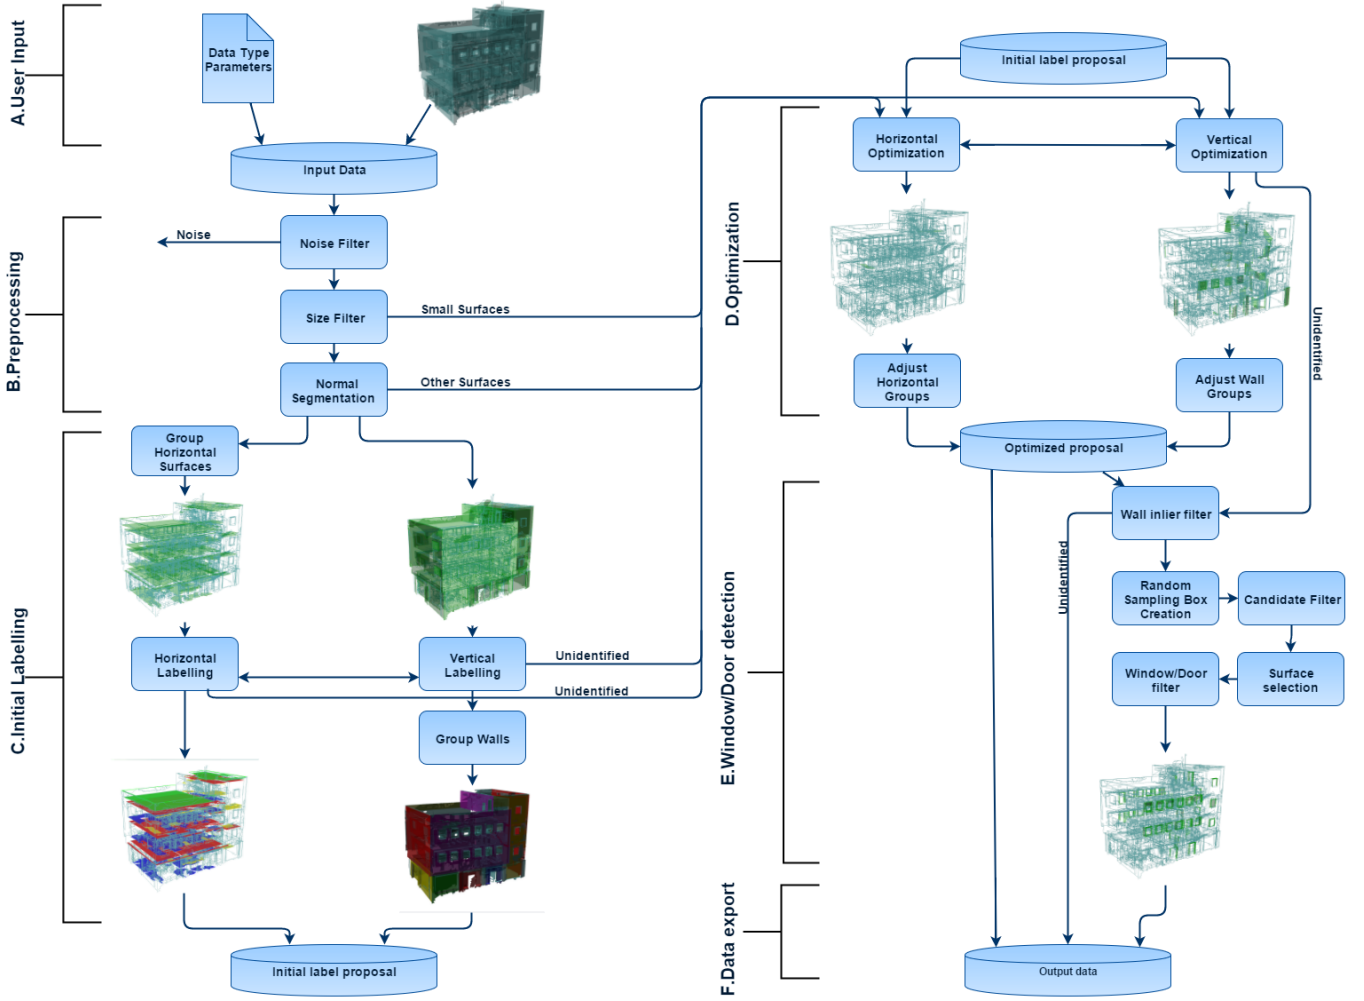 A.User Input
Data Type
Parameters
Input Data
B.Preprocessing
Noise
Noise Filter
Size Filter
Small Surfaces
Normal
Segmentation
Other Surfaces
C.Initial Labelling
Group
Horizontal
Surfaces
Horizontal
Labelling
Vertical
Labelling
Unidentified
Unidentified
Group Walls
Initial label proposal
Initial label proposal
D.Optimization
Horizontal
Optimization
Vertical
Optimization
Unidentified
Adjust
Horizontal
Groups
Adjust Wall
Groups
Optimized proposal
E.Window/Door detection
Wall inlier filter
Unidentified
Random
Sampling Box
Creation
Candidate Filter
Window/Door
filter
Surface
selection
F.Data export
Output data